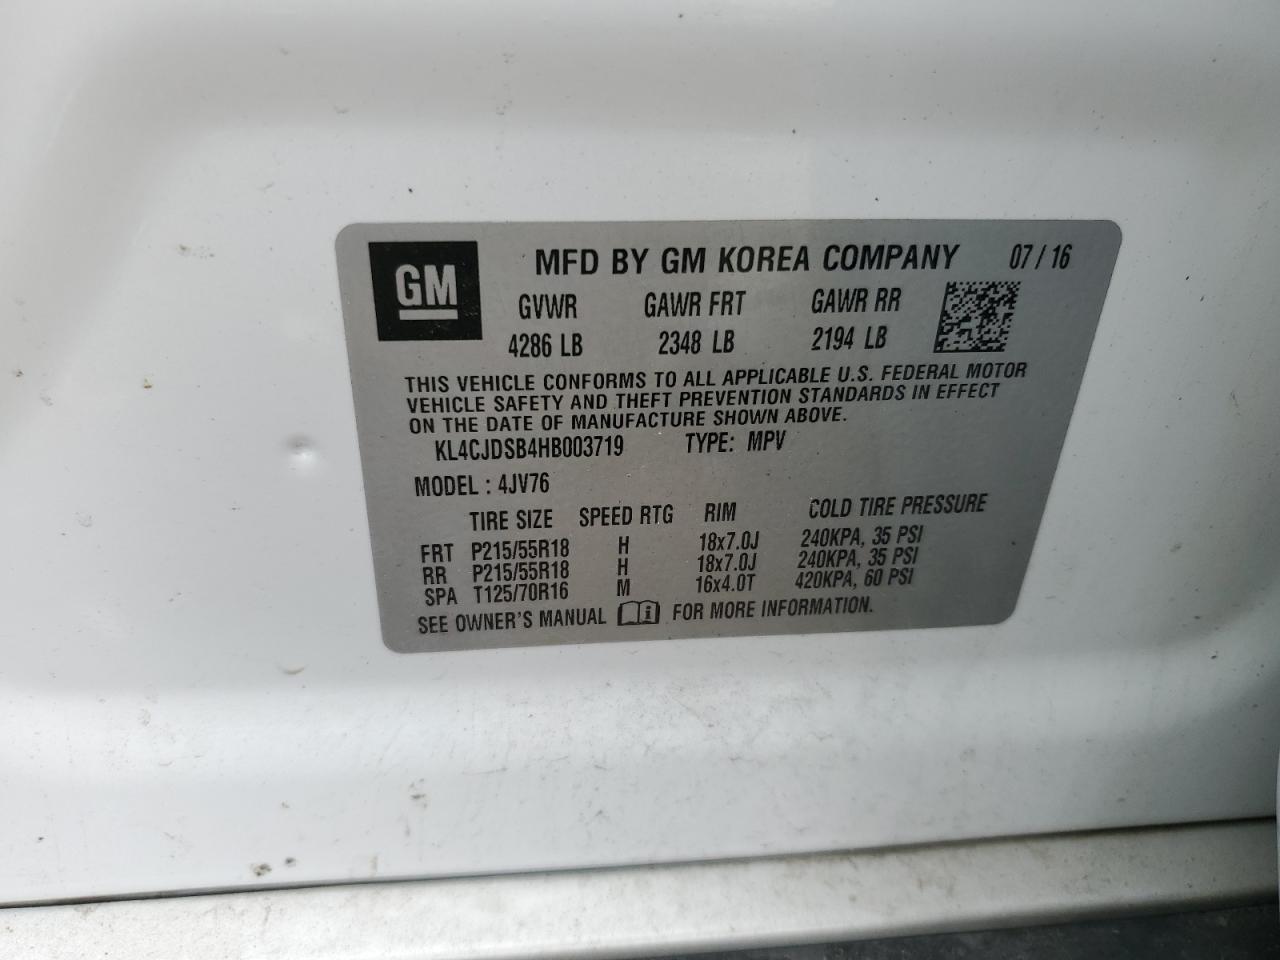 GM MFD BY GM KOREA COMPANY 07/16
GVWR GAWR FRT GAWR RR
4286 LB 2348 LB 2194 LB
THIS VEHICLE CONFORMS TO ALL APPLICABLE U.S. FEDERAL MOTOR
VEHICLE SAFETY AND THEFT PREVENTION STANDARDS IN EFFECT
ON THE DATE OF MANUFACTURE SHOWN ABOVE.
KL4CJDSB4HB003719 TYPE: MPV
MODEL : 4JV76
TIRE SIZE SPEED RTG RIM COLD TIRE PRESSURE
FRT P215/55R18 H 18x7.0J 240KPA, 35 PSI
RR P215/55R18 H 18x7.0J 240KPA, 35 PSI
SPA T125/70R16 M 16x4.0T 420KPA, 60 PSI
SEE OWNER'S MANUAL FOR MORE INFORMATION.